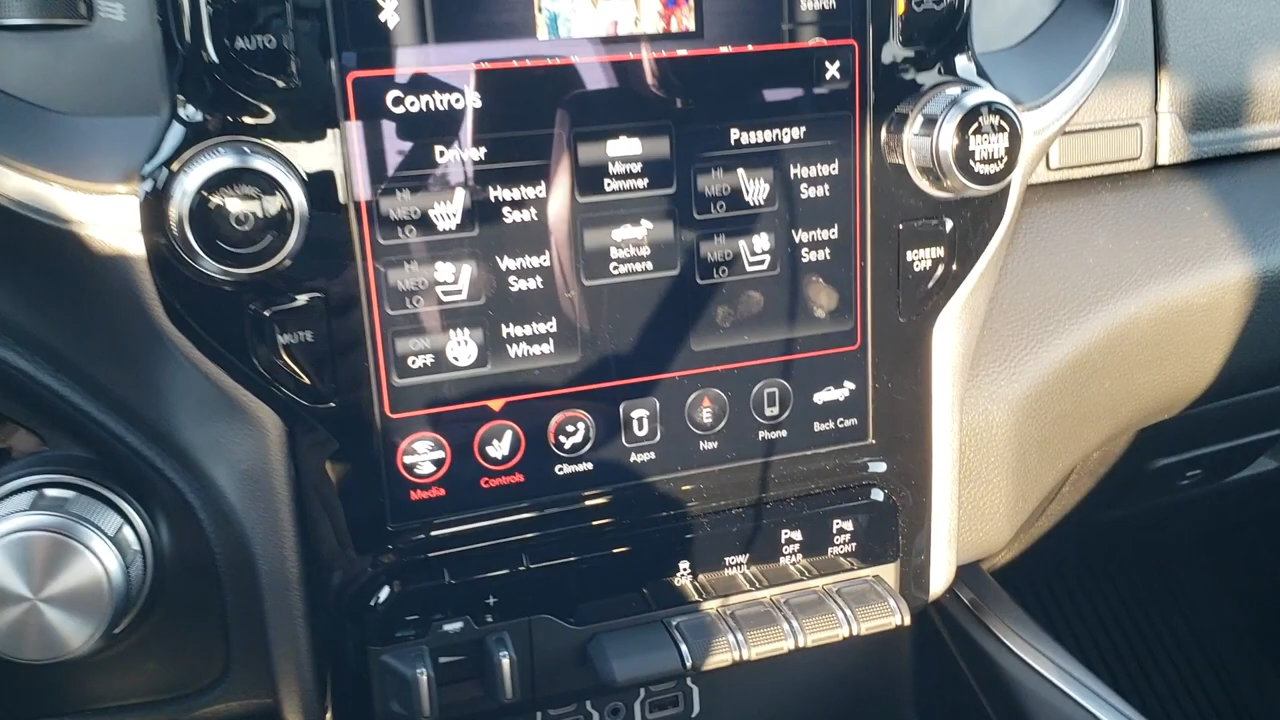 Search
AUTO
Controls
Driver
HI
MED
LO
Heated
Seat
HI
MED
LO
Vented
Seat
ON
OFF
Heated
Wheel
Mirror
Dimmer
Backup
Camera
Passenger
HI
MED
LO
Heated
Seat
HI
MED
LO
Vented
Seat
VOLUME
MUTE
TUNE
BROWSE
ENTER
SCROLL
SCREEN
OFF
Media
Controls
Climate
Apps
E
Nav
Phone
Back Cam
OFF
TOW/
HAUL
P
OFF
REAR
P
OFF
FRONT